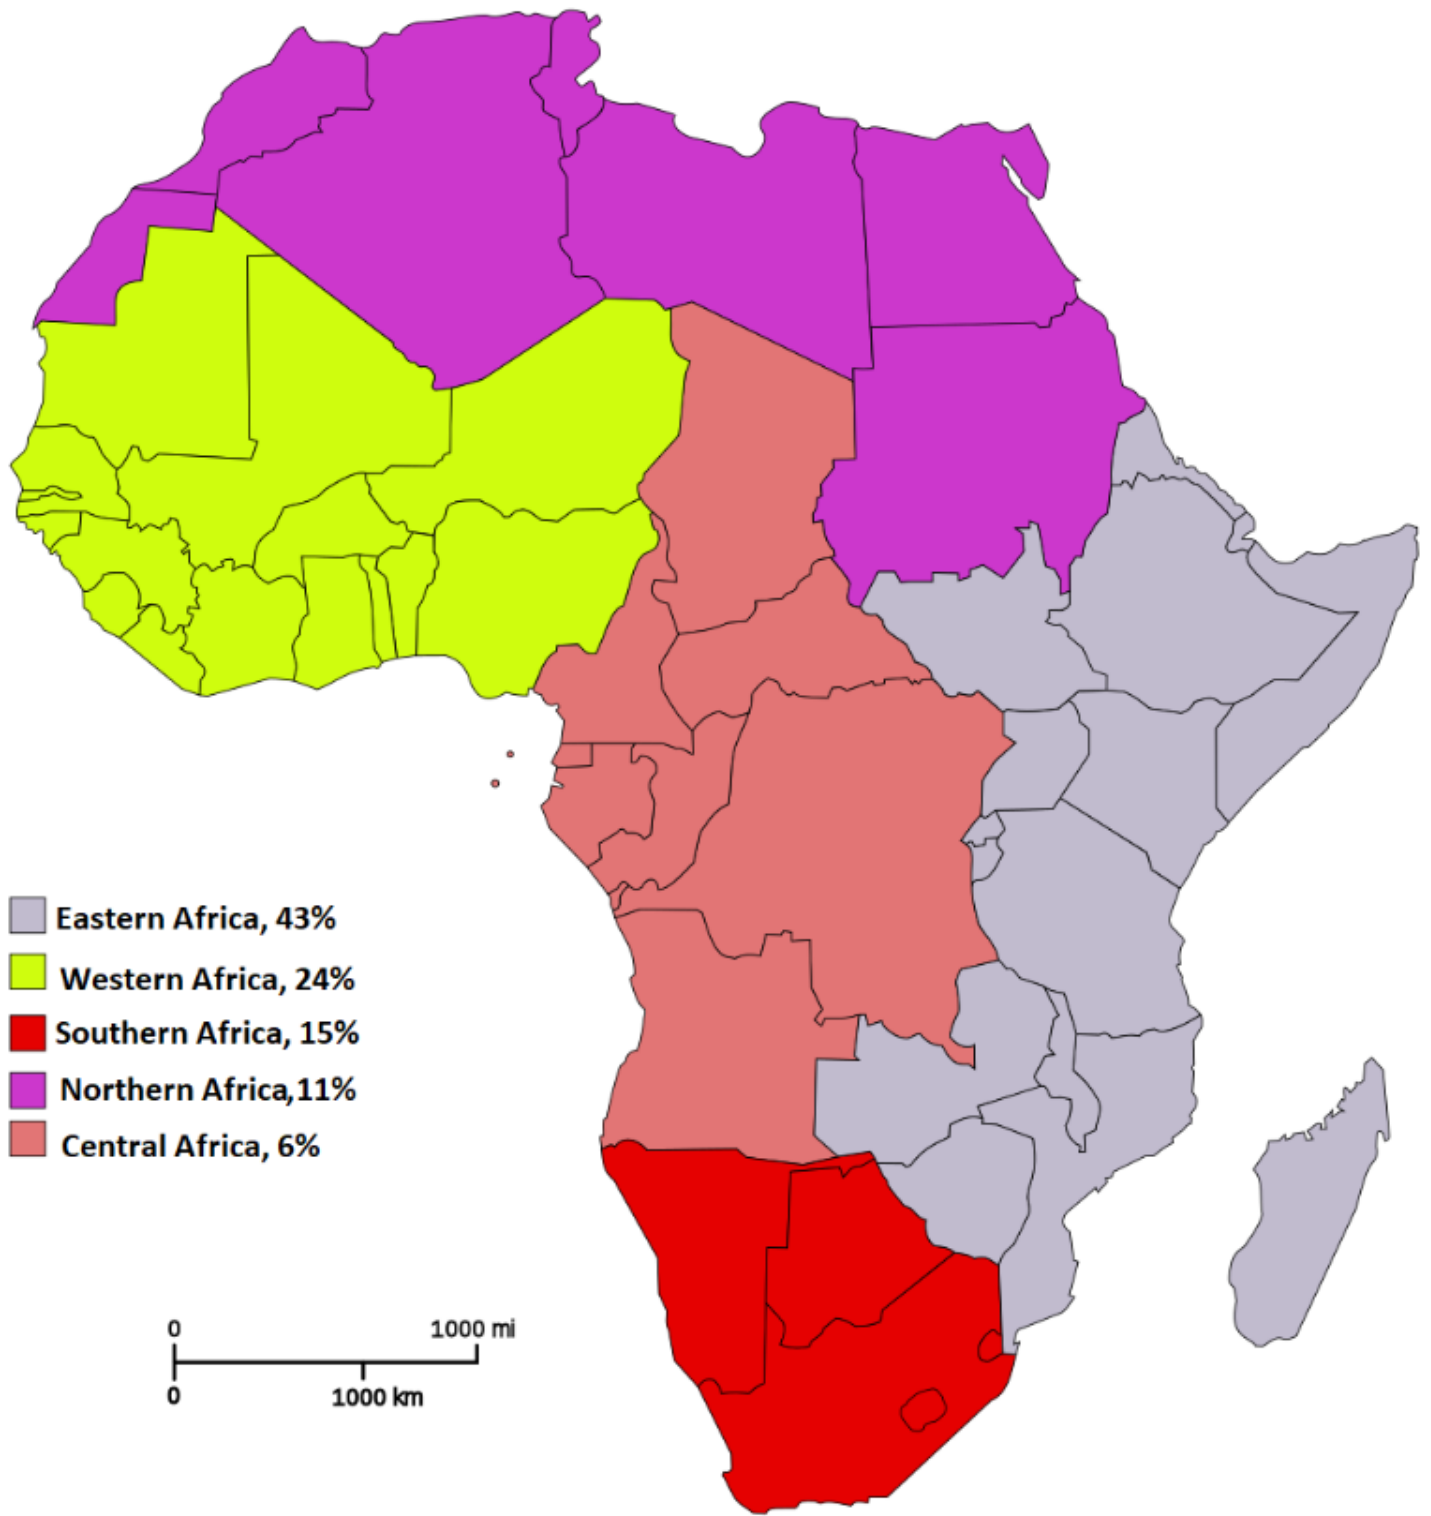 Eastern Africa, 43%
Western Africa, 24%
Southern Africa, 15%
Northern Africa,11%
Central Africa, 6%
0 1000 mi
0 1000 km